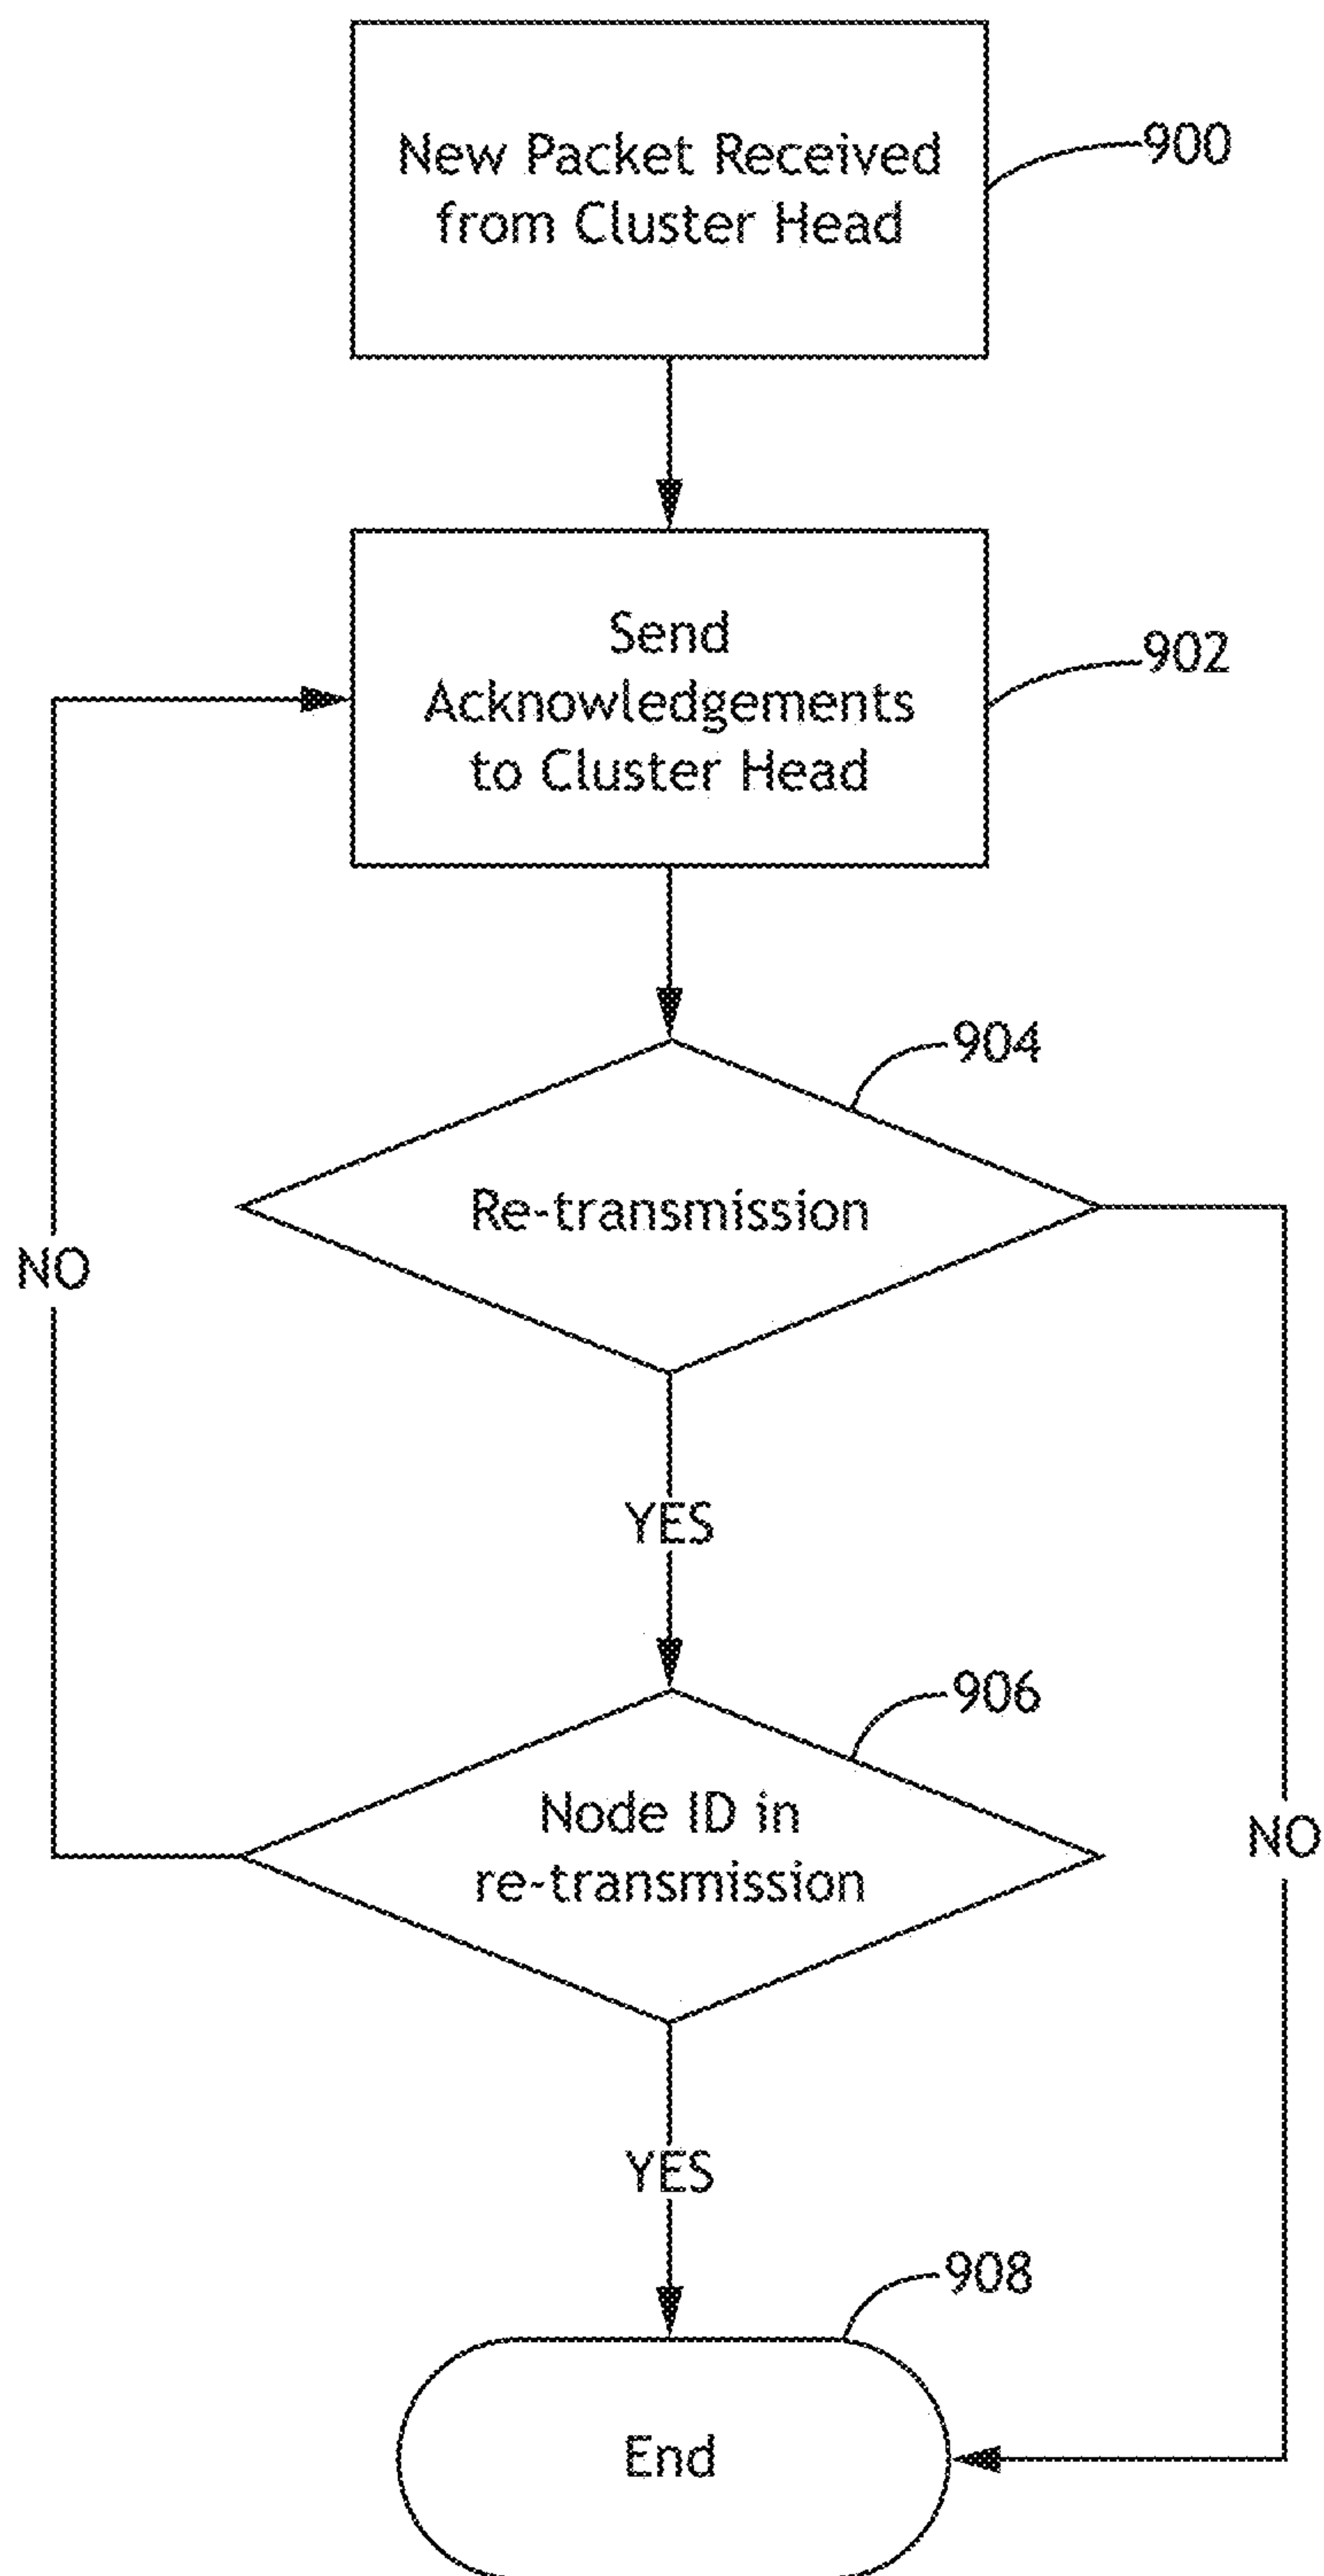 New Packet Received
from Cluster Head
900
Send
Acknowledgements
to Cluster Head
902
904
Re-transmission
NO
YES
906
Node ID in
re-transmission
NO
YES
908
End